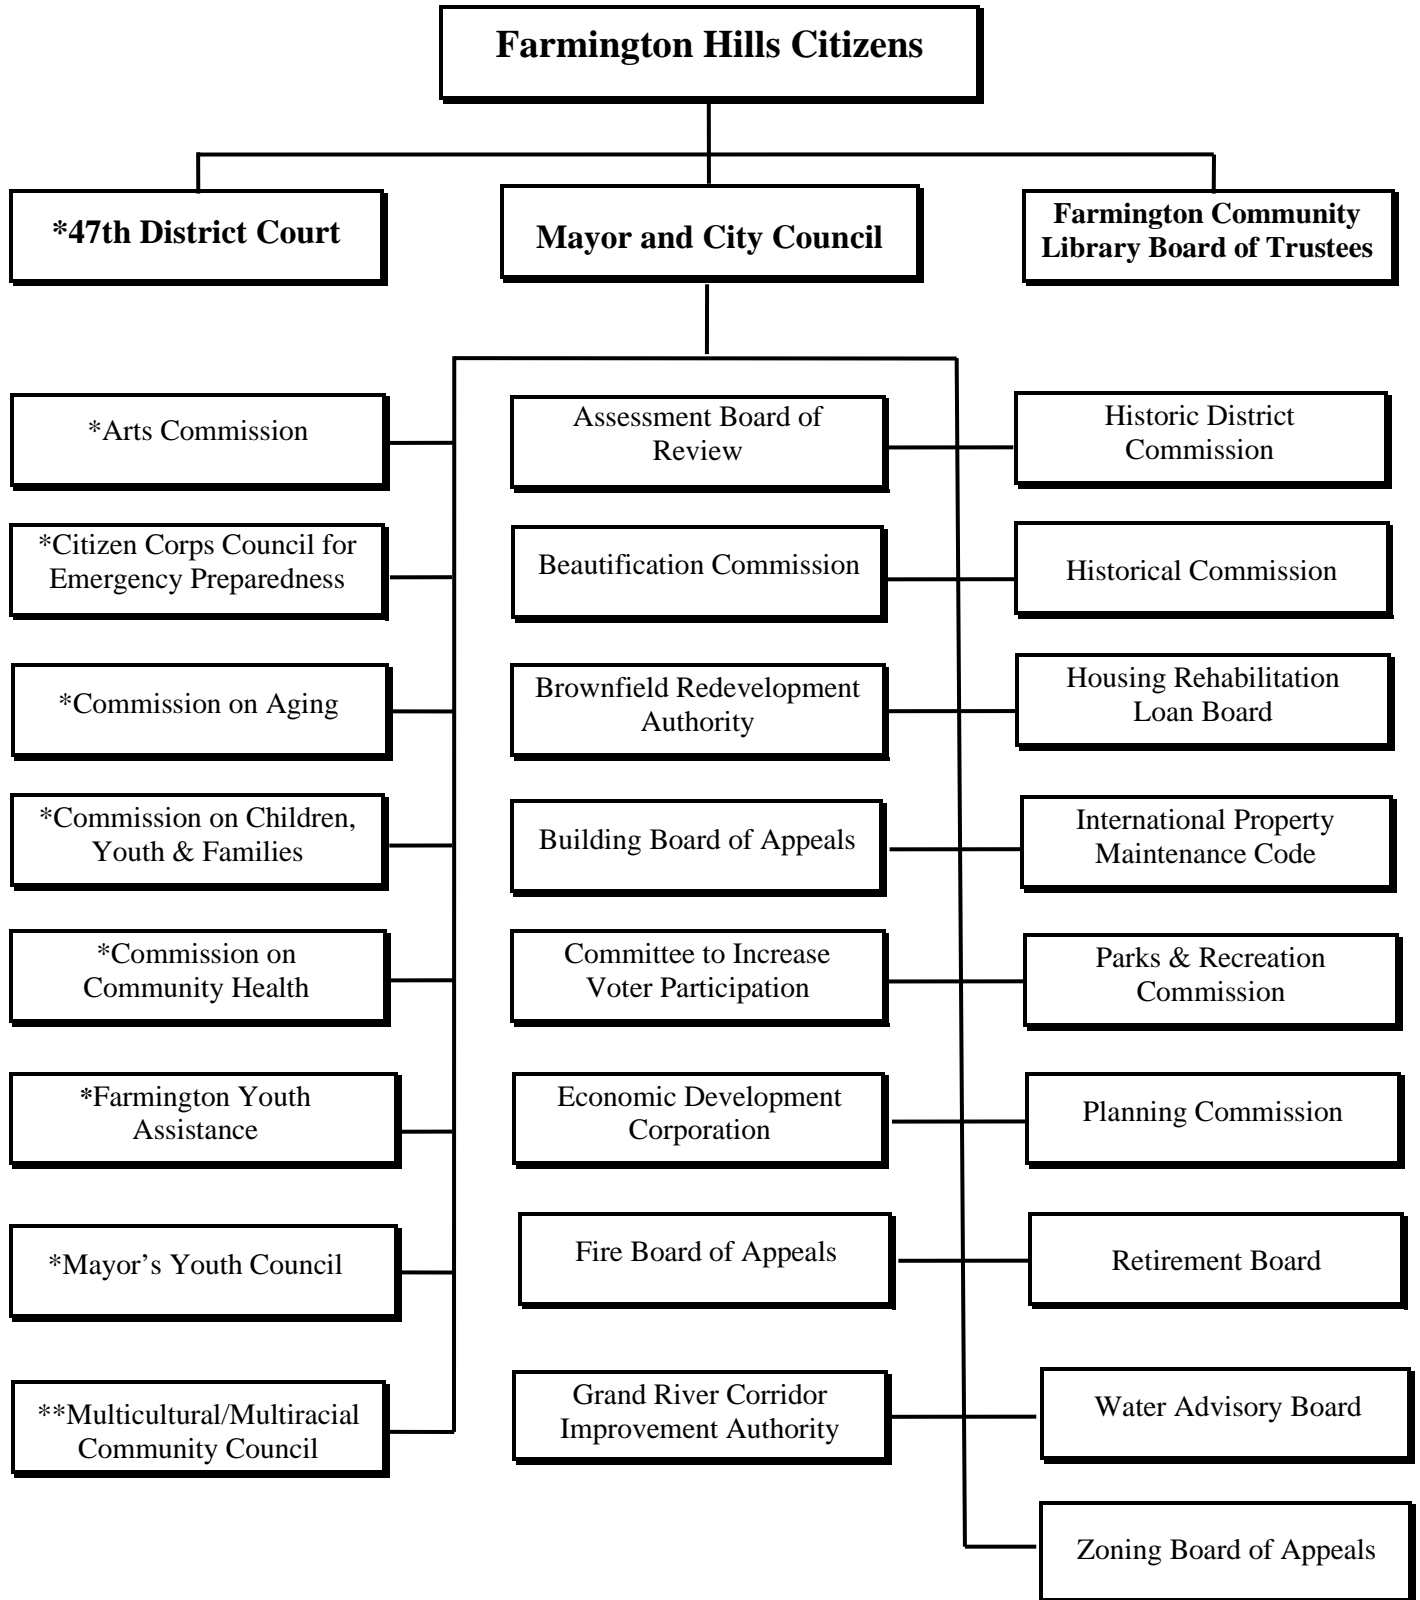 Farmington Hills Citizens
*47th District Court
Mayor and City Council
Farmington Community
Library Board of Trustees
*Arts Commission
Assessment Board of
Review
Historic District
Commission
*Citizen Corps Council for
Emergency Preparedness
Beautification Commission
Historical Commission
*Commission on Aging
Brownfield Redevelopment
Authority
Housing Rehabilitation
Loan Board
*Commission on Children,
Youth & Families
Building Board of Appeals
International Property
Maintenance Code
*Commission on
Community Health
Committee to Increase
Voter Participation
Parks & Recreation
Commission
*Farmington Youth
Assistance
Economic Development
Corporation
Planning Commission
*Mayor’s Youth Council
Fire Board of Appeals
Retirement Board
**Multicultural/Multiracial
Community Council
Grand River Corridor
Improvement Authority
Water Advisory Board
Zoning Board of Appeals